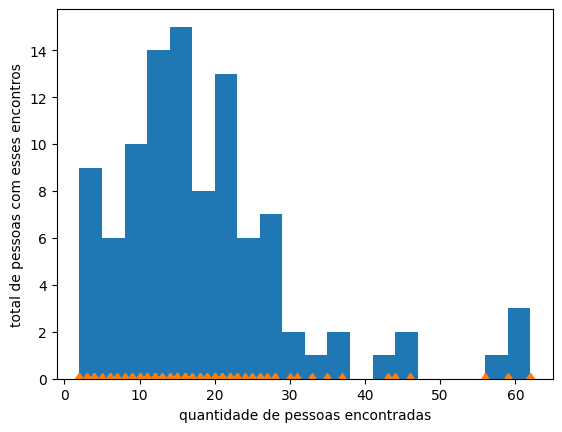 total de pessoas com esses encontros
14
12
10
8
6
4
2
0
0 10 20 30 40 50 60
quantidade de pessoas encontradas